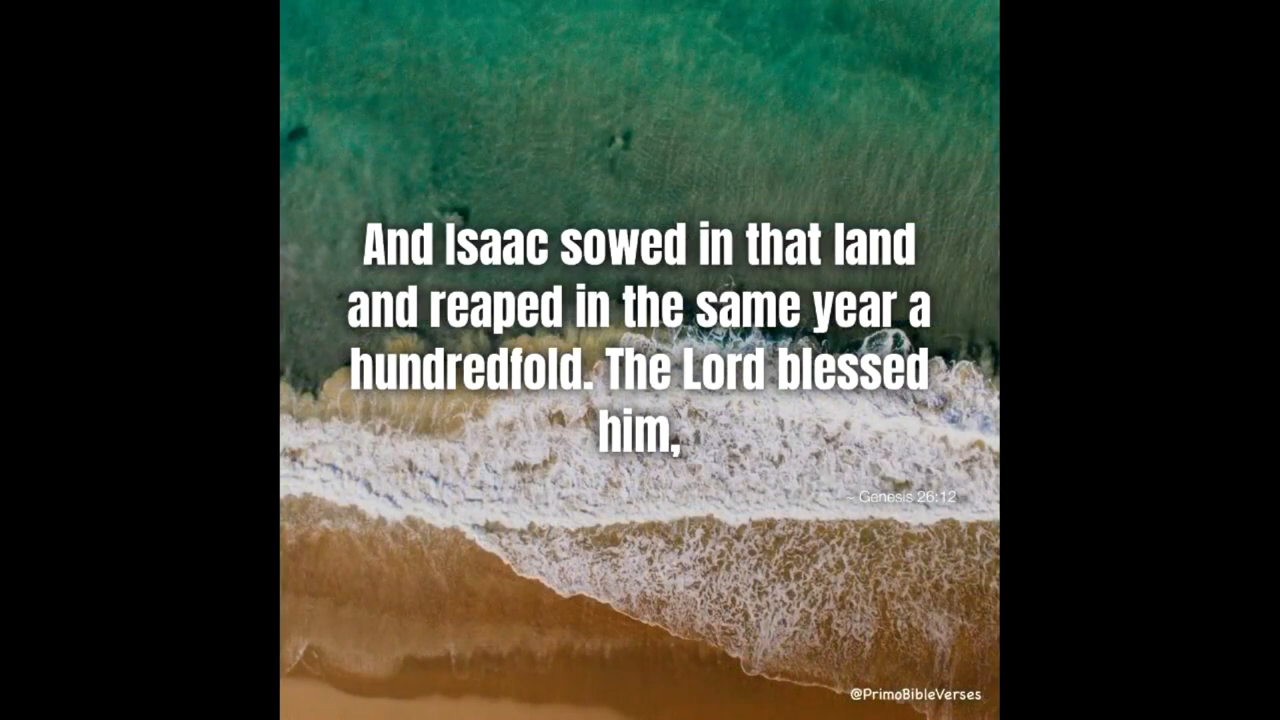 And Isaac sowed in that land
and reaped in the same year a
hundredfold. The Lord blessed
him,
~ Genesis 26:12
@PrimoBibleVerses